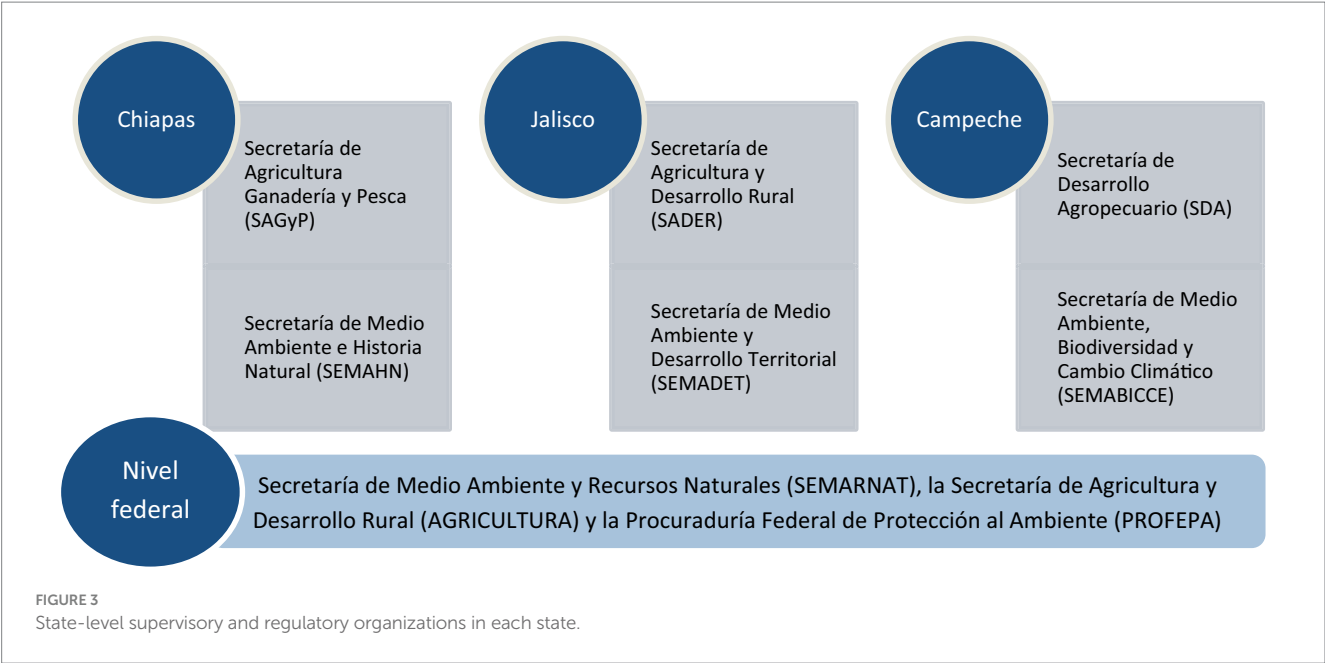 Chiapas
Secretaría de
Agricultura
Ganadería y Pesca
(SAGyP)
Secretaría de Medio
Ambiente e Historia
Natural (SEMAHN)
Jalisco
Secretaría de
Agricultura y
Desarrollo Rural
(SADER)
Secretaría de Medio
Ambiente y
Desarrollo Territorial
(SEMADET)
Campeche
Secretaría de
Desarrollo
Agropecuario (SDA)
Secretaría de Medio
Ambiente,
Biodiversidad y
Cambio Climático
(SEMABICCE)
Nivel
federal
Secretaría de Medio Ambiente y Recursos Naturales (SEMARNAT), la Secretaría de Agricultura y
Desarrollo Rural (AGRICULTURA) y la Procuraduría Federal de Protección al Ambiente (PROFEPA)
FIGURE 3
State-level supervisory and regulatory organizations in each state.